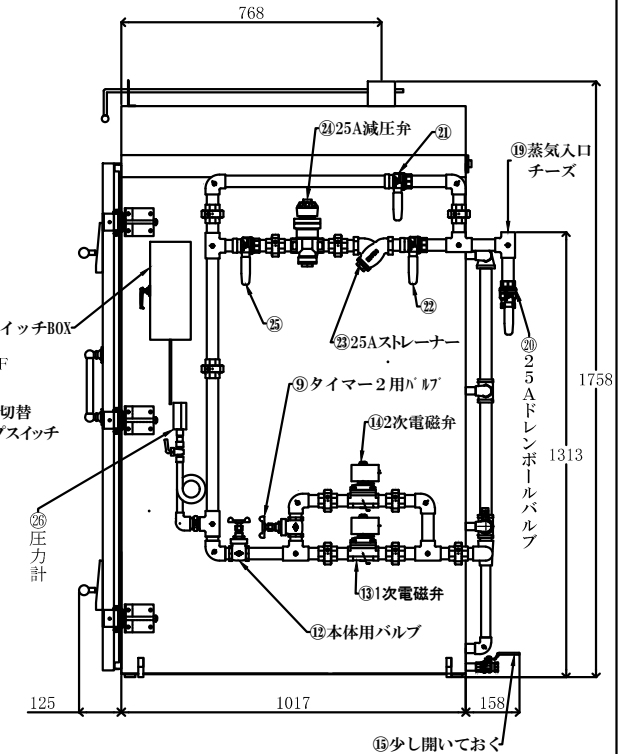 768
㉔25A減圧弁
㉑
⑲蒸気入口
チーズ
イッチBOX
F
切替
プスイッチ
㉕
㉒
㉓25Aストレーナー
⑨タイマー2用バルブ
⑭2次電磁弁
⑳25Aドレンボールバルブ
1758
1313
㉖圧力計
⑬1次電磁弁
⑫本体用バルブ
125
1017
158
⑮少し開いておく